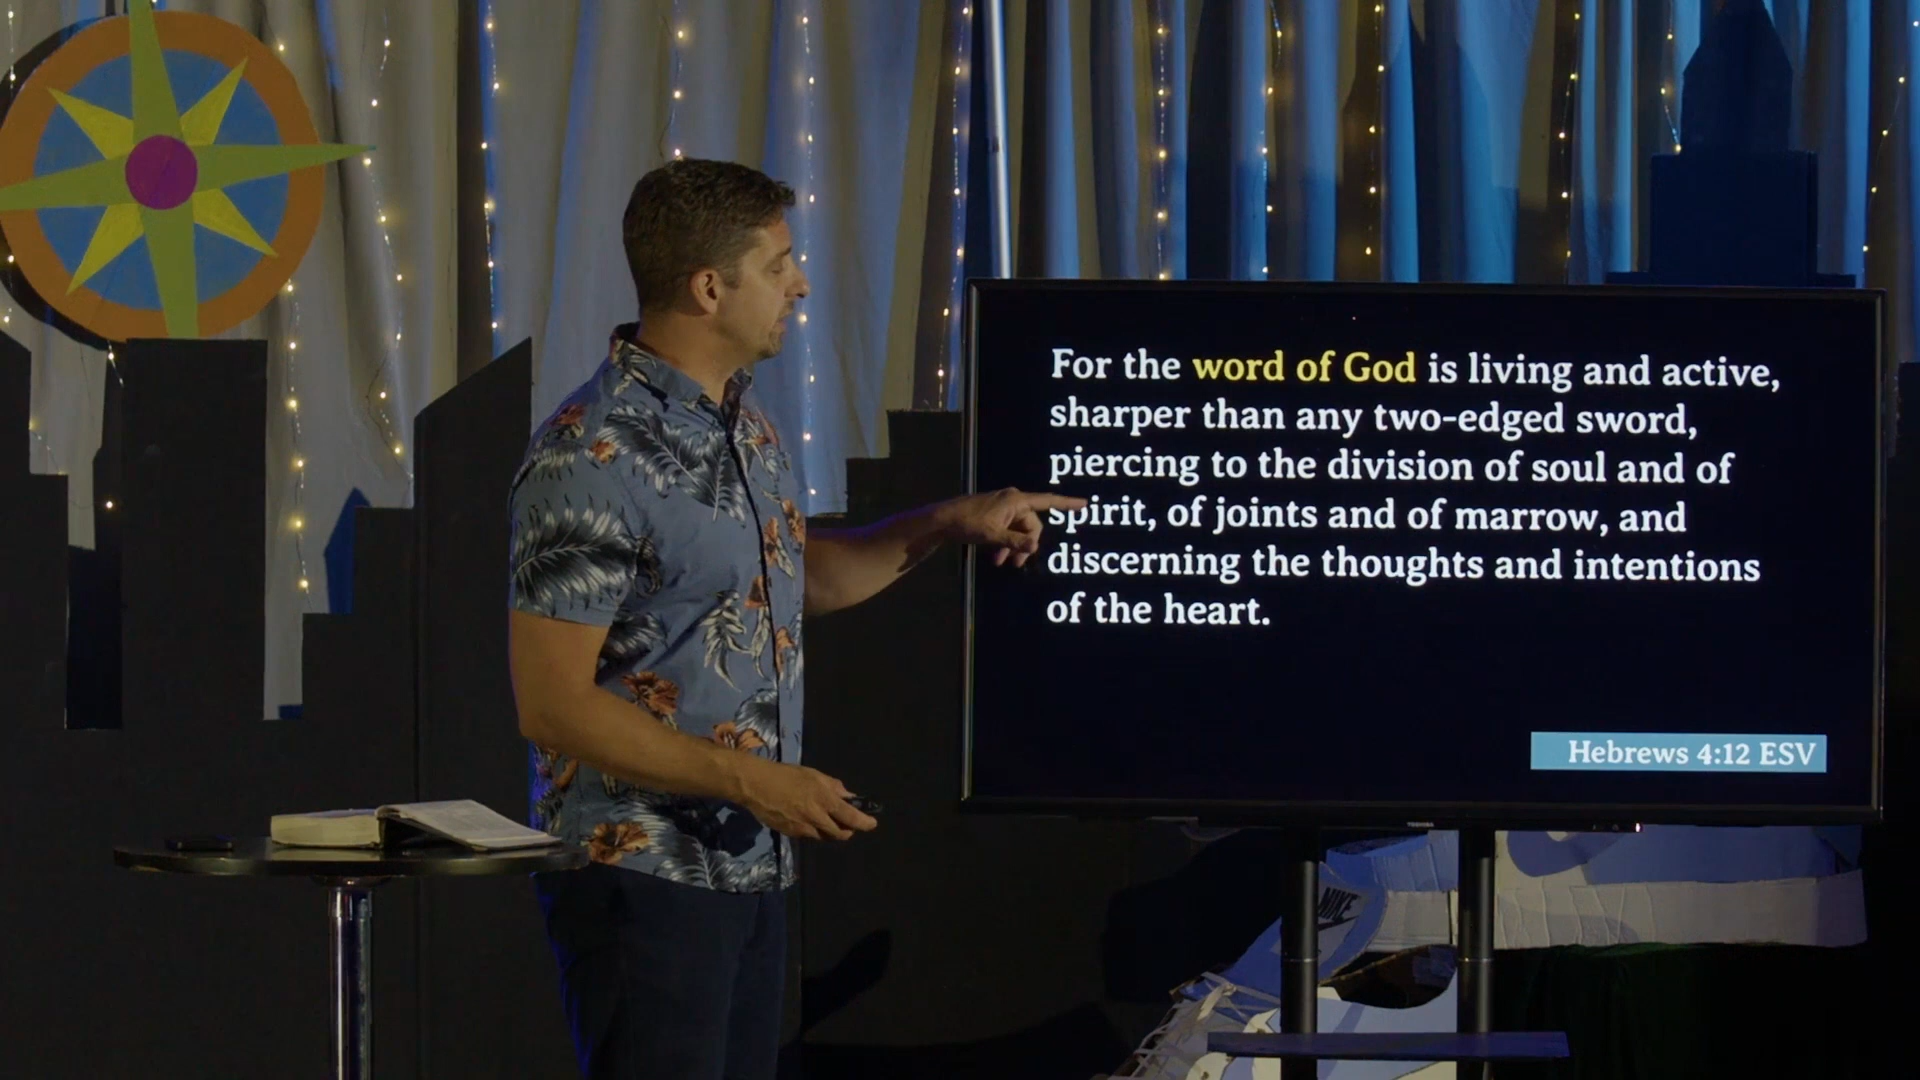 For the word of God is living and active,
sharper than any two-edged sword,
piercing to the division of soul and of
spirit, of joints and of marrow, and
discerning the thoughts and intentions
of the heart.
Hebrews 4:12 ESV
TOSHIBA
NIKE